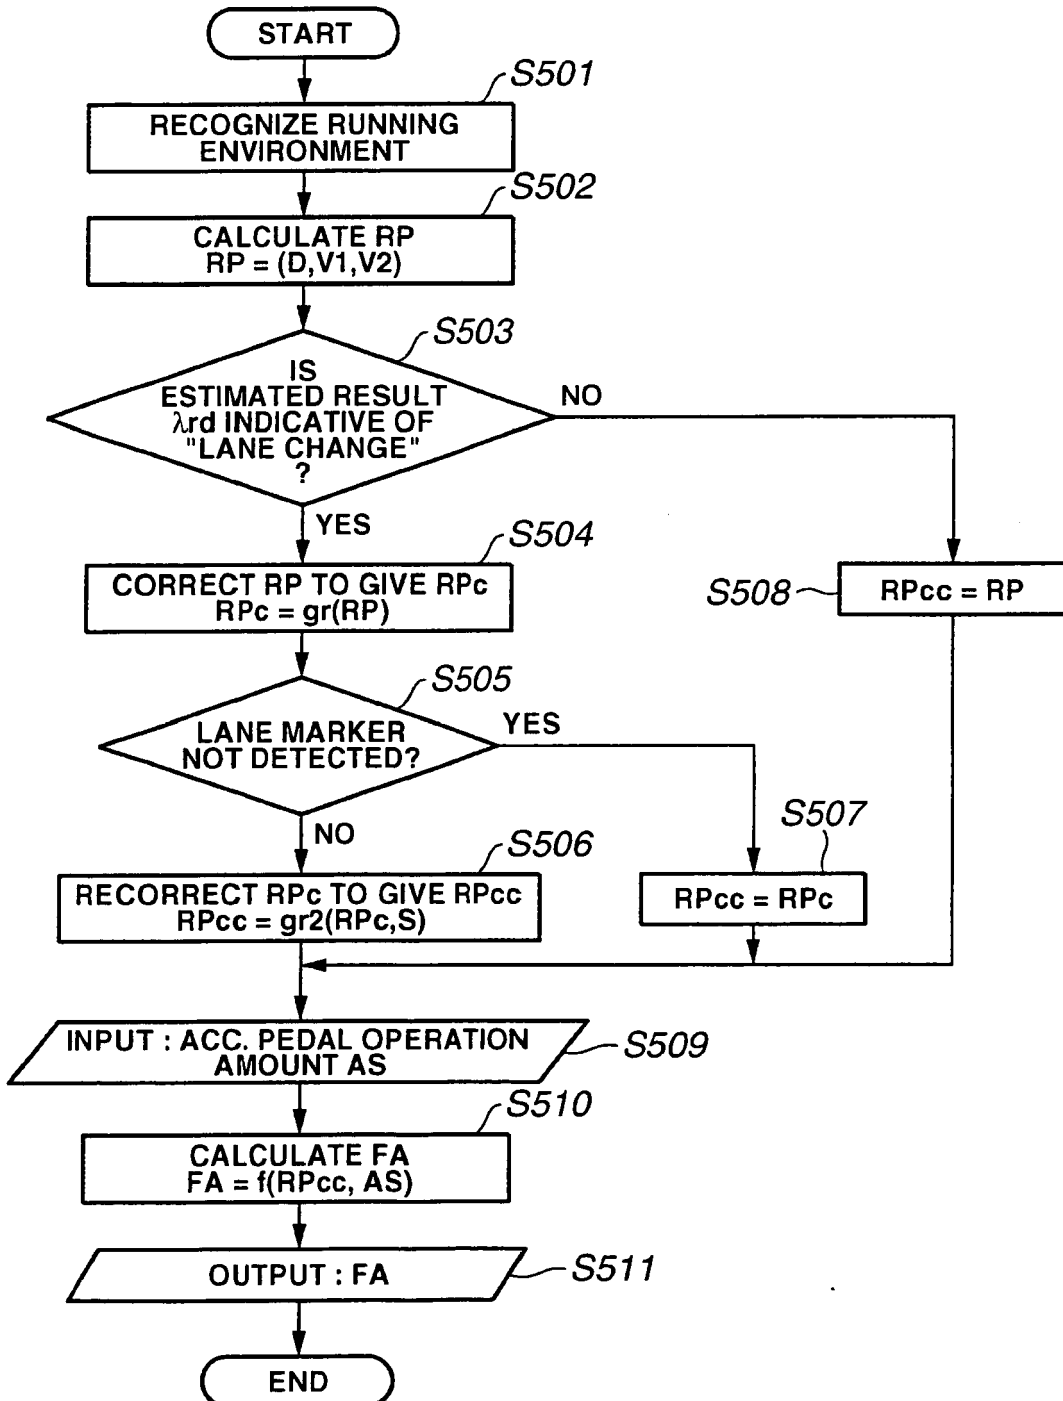 START
S501
RECOGNIZE RUNNING
ENVIRONMENT
S502
CALCULATE RP
RP = (D,V1,V2)
S503
IS
ESTIMATED RESULT
λrd INDICATIVE OF
"LANE CHANGE"
?
NO
YES
S504
CORRECT RP TO GIVE RPc
RPc = gr(RP)
S508
RPcc = RP
S505
LANE MARKER
NOT DETECTED?
YES
NO
S507
RPcc = RPc
S506
RECORRECT RPc TO GIVE RPcc
RPcc = gr2(RPc,S)
INPUT : ACC. PEDAL OPERATION
AMOUNT AS
S509
S510
CALCULATE FA
FA = f(RPcc, AS)
OUTPUT : FA
S511
END